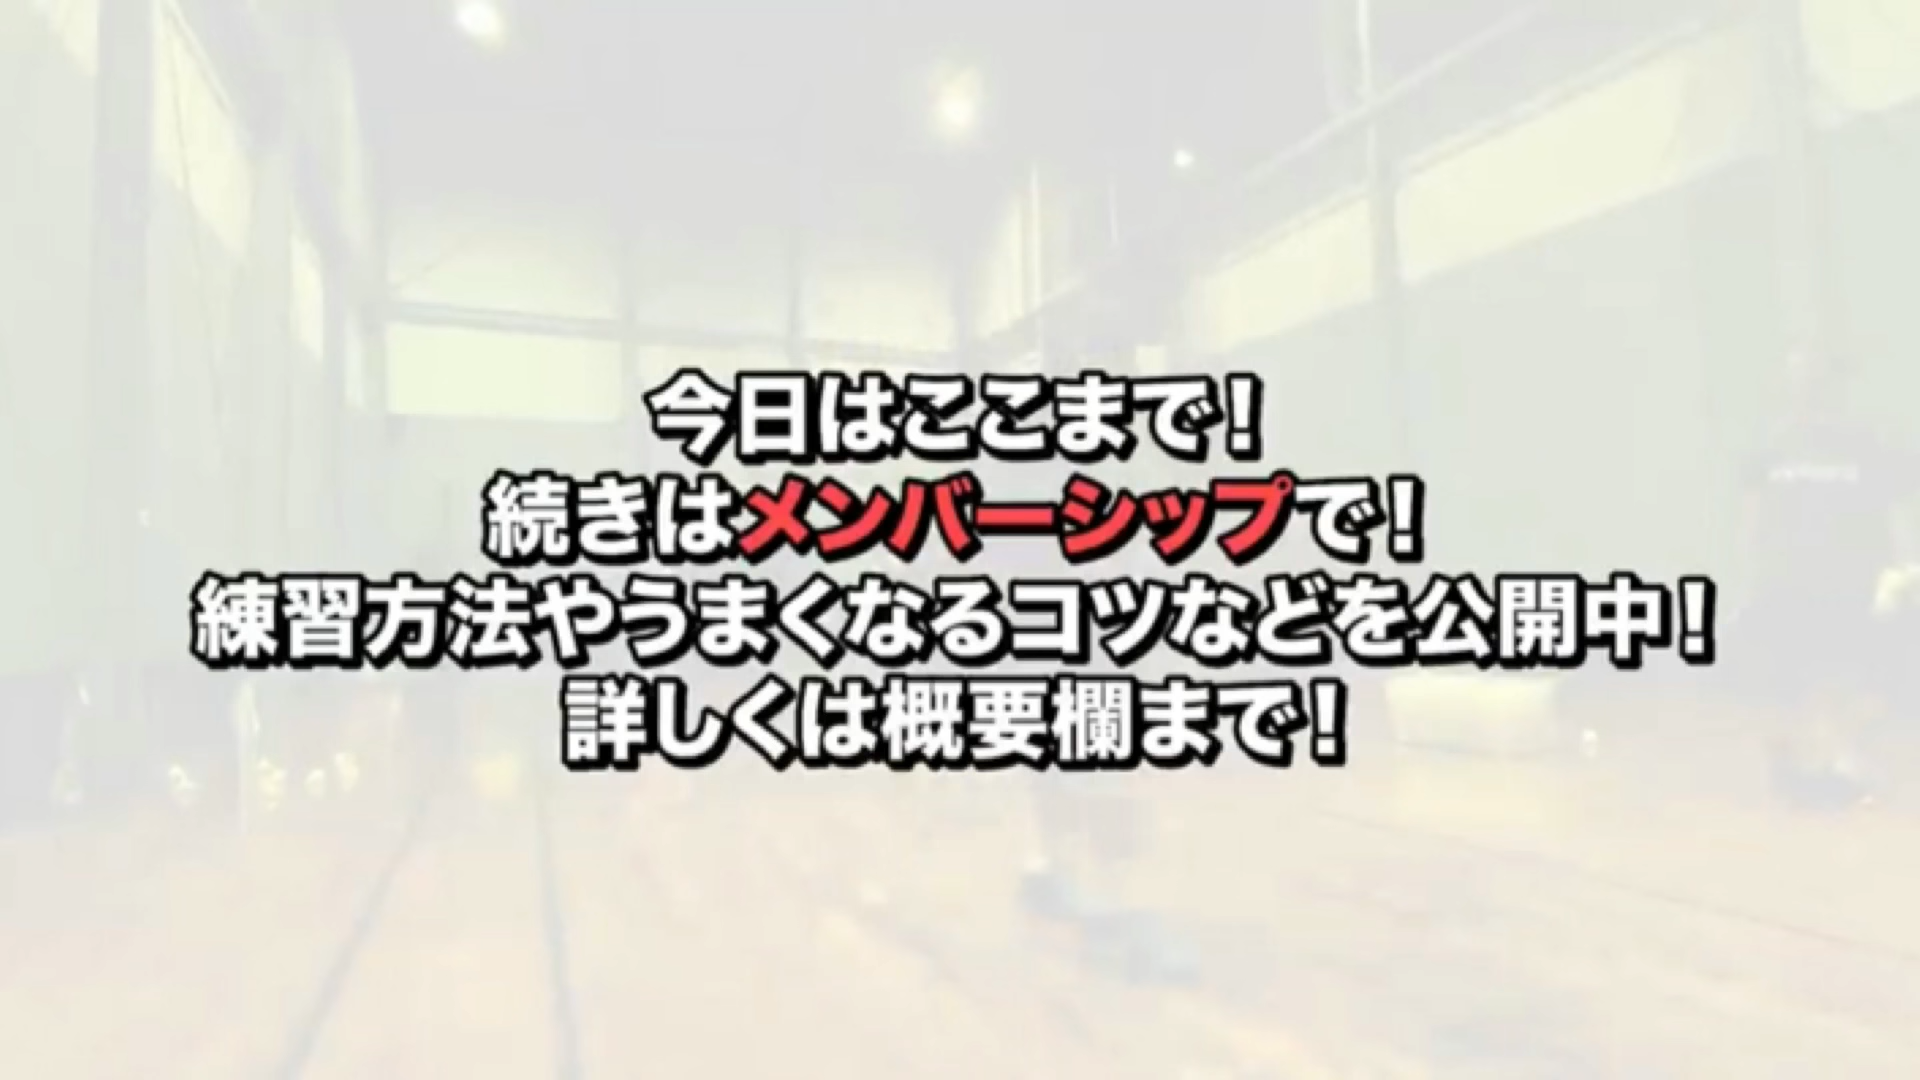 今日はここまで！
続きはメンバーシップで！
練習方法やうまくなるコツなどを公開中！
詳しくは概要欄まで！